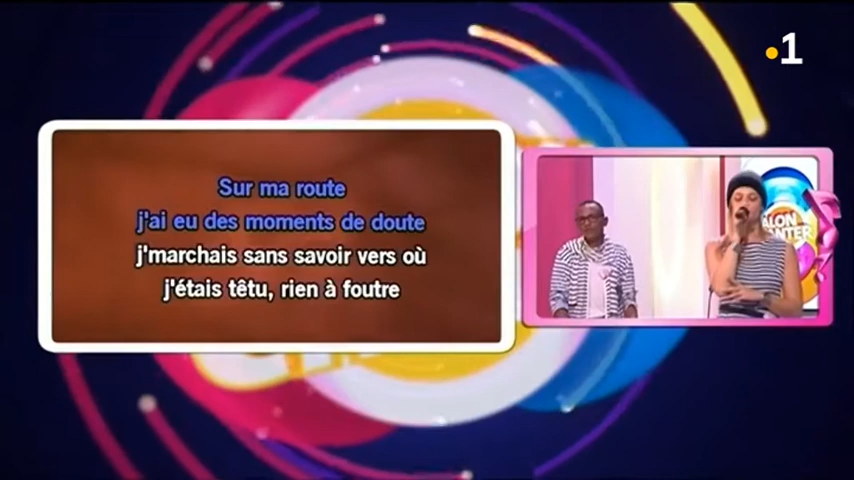 1
Sur ma route
j'ai eu des moments de doute
j'marchais sans savoir vers où
j'étais têtu, rien à foutre